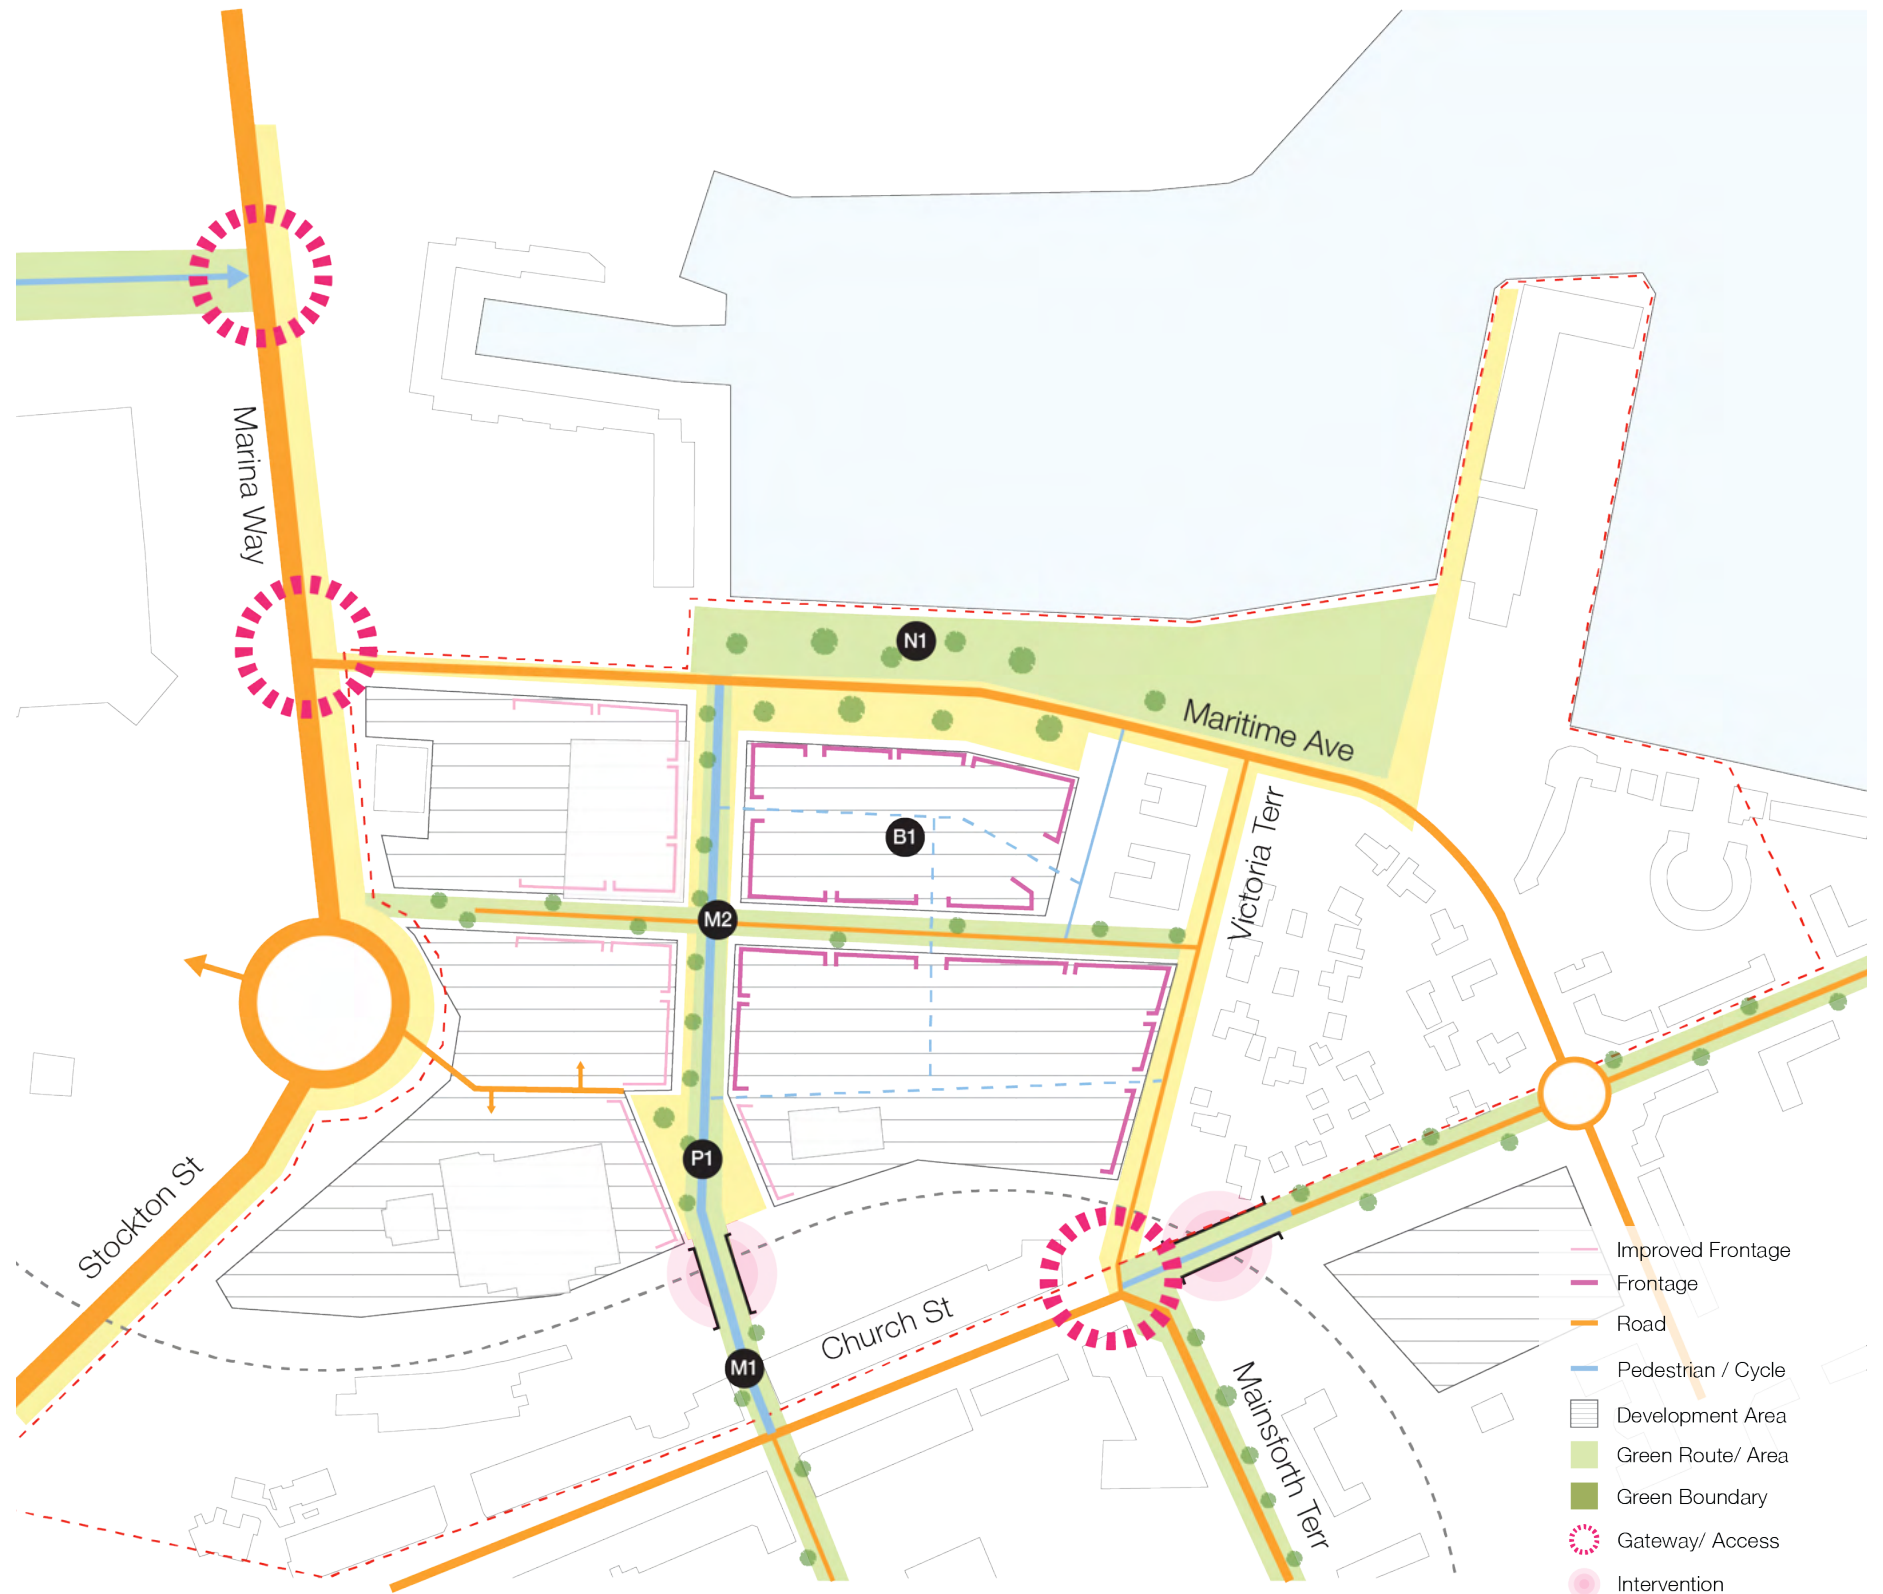 Marina Way
N1
Maritime Ave
B1
Victoria Terr
M2
P1
Stockton St
Church St
M1
Mainsforth Terr
Improved Frontage
Frontage
Road
Pedestrian / Cycle
Development Area
Green Route/ Area
Green Boundary
Gateway/ Access
Intervention